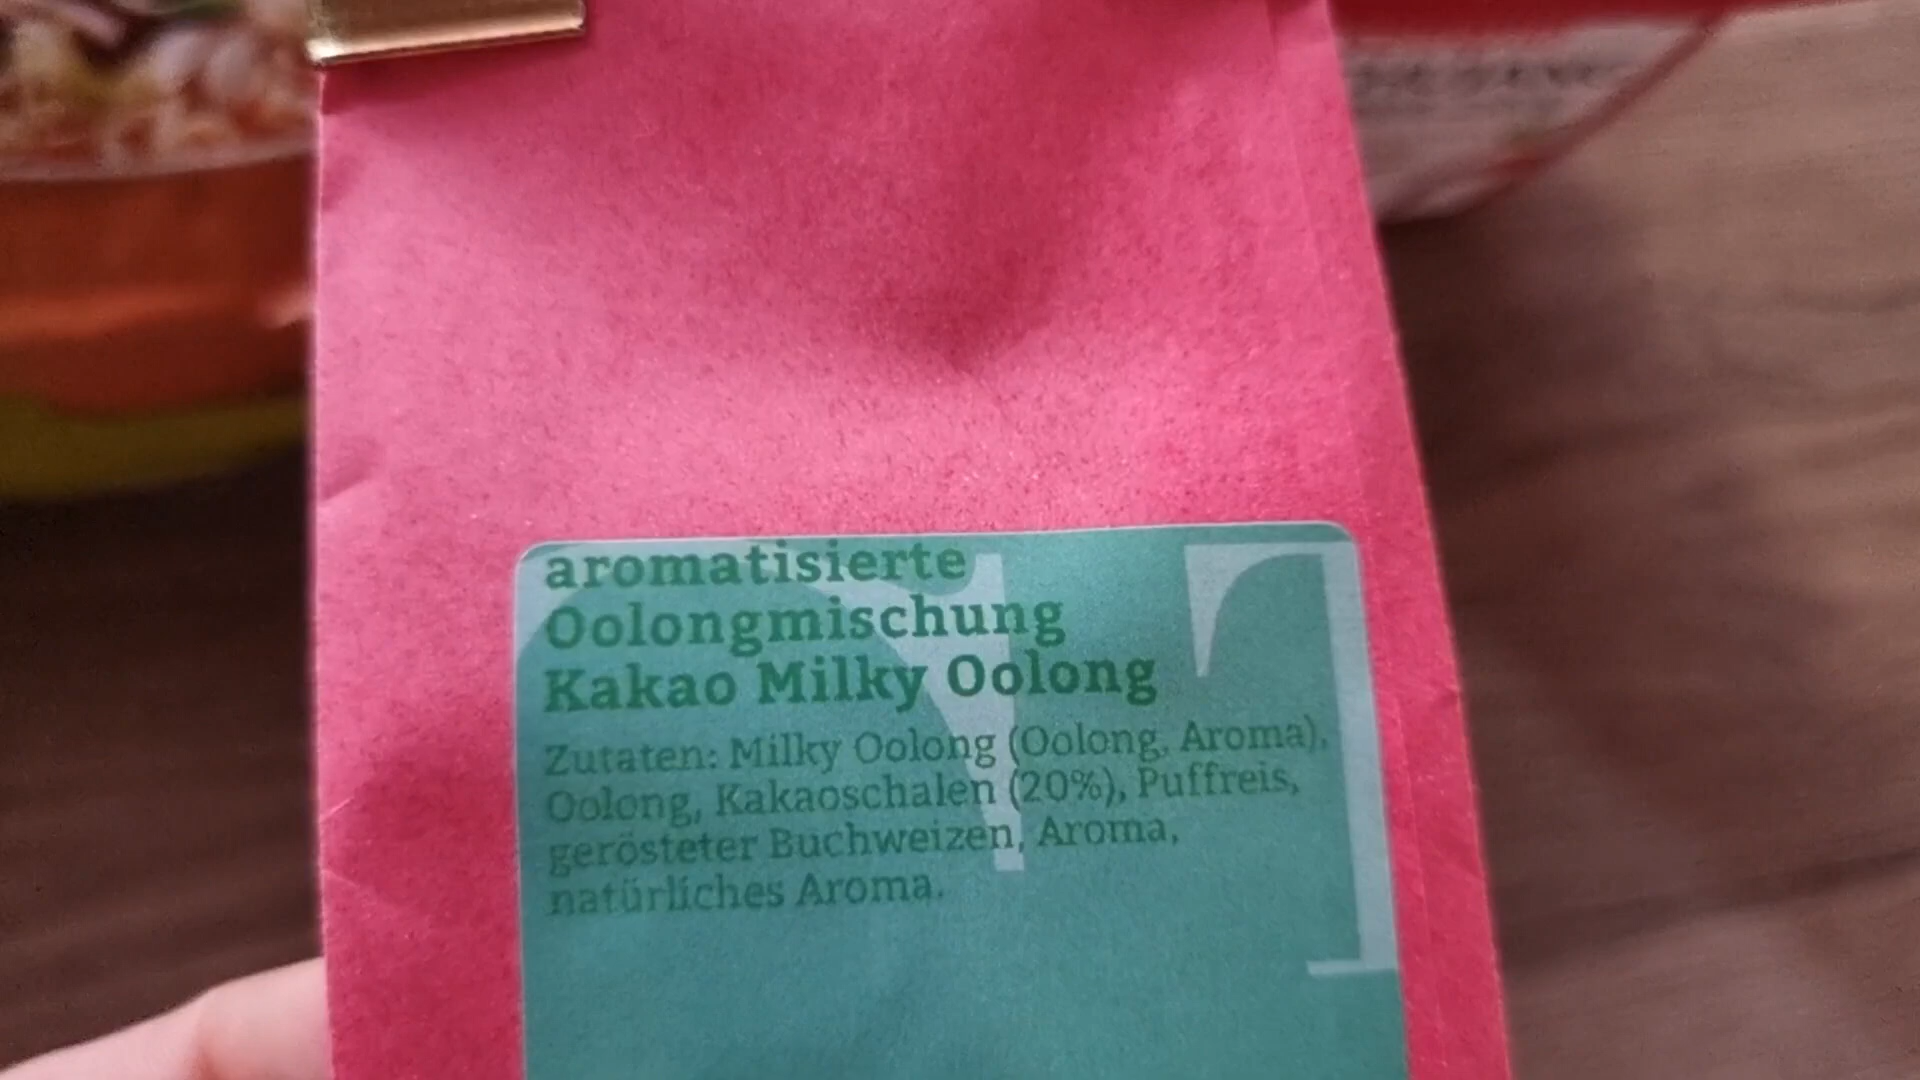 aromatisierte
Oolongmischung
Kakao Milky Oolong
Zutaten: Milky Oolong (Oolong, Aroma),
Oolong, Kakaoschalen (20%), Puffreis,
gerösteter Buchweizen, Aroma,
natürliches Aroma.